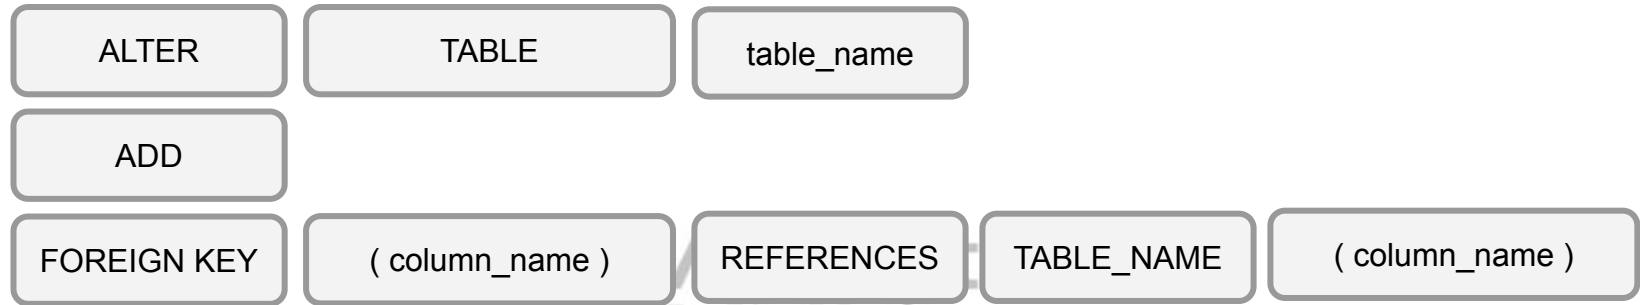 ALTER TABLE table_name
ADD
FOREIGN KEY ( column_name ) REFERENCES TABLE_NAME ( column_name )